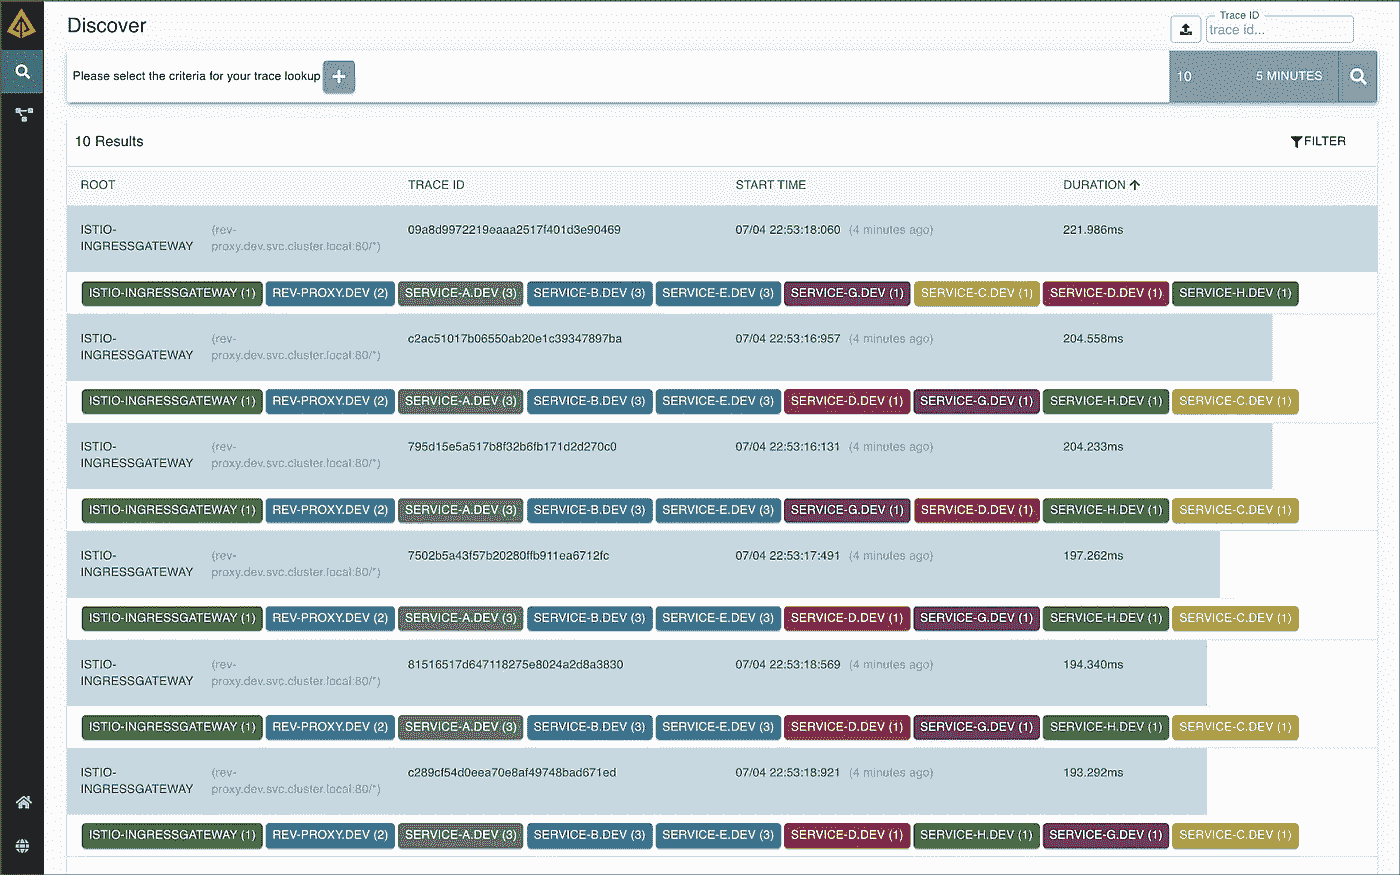 Discover
Trace ID
trace id...
Please select the criteria for your trace lookup
10 5 MINUTES
10 Results
FILTER
ROOT TRACE ID START TIME DURATION
ISTIO-INGRESSGATEWAY (rev-proxy.dev.svc.cluster.local:80/*) 09a8d9972219eaaa2517f401d3e90469 07/04 22:53:18:060 (4 minutes ago) 221.986ms
ISTIO-INGRESSGATEWAY (1) REV-PROXY.DEV (2) SERVICE-A.DEV (3) SERVICE-B.DEV (3) SERVICE-E.DEV (3) SERVICE-G.DEV (1) SERVICE-C.DEV (1) SERVICE-D.DEV (1) SERVICE-H.DEV (1)
ISTIO-INGRESSGATEWAY (rev-proxy.dev.svc.cluster.local:80/*) c2ac51017b06550ab20e1c39347897ba 07/04 22:53:16:957 (4 minutes ago) 204.558ms
ISTIO-INGRESSGATEWAY (1) REV-PROXY.DEV (2) SERVICE-A.DEV (3) SERVICE-B.DEV (3) SERVICE-E.DEV (3) SERVICE-D.DEV (1) SERVICE-G.DEV (1) SERVICE-H.DEV (1) SERVICE-C.DEV (1)
ISTIO-INGRESSGATEWAY (rev-proxy.dev.svc.cluster.local:80/*) 795d15e5a517b8f32b6fb171d2d270c0 07/04 22:53:16:131 (4 minutes ago) 204.233ms
ISTIO-INGRESSGATEWAY (1) REV-PROXY.DEV (2) SERVICE-A.DEV (3) SERVICE-B.DEV (3) SERVICE-E.DEV (3) SERVICE-G.DEV (1) SERVICE-D.DEV (1) SERVICE-H.DEV (1) SERVICE-C.DEV (1)
ISTIO-INGRESSGATEWAY (rev-proxy.dev.svc.cluster.local:80/*) 7502b5a43f57b20280ffb911ea6712fc 07/04 22:53:17:491 (4 minutes ago) 197.262ms
ISTIO-INGRESSGATEWAY (1) REV-PROXY.DEV (2) SERVICE-A.DEV (3) SERVICE-B.DEV (3) SERVICE-E.DEV (3) SERVICE-D.DEV (1) SERVICE-G.DEV (1) SERVICE-H.DEV (1) SERVICE-C.DEV (1)
ISTIO-INGRESSGATEWAY (rev-proxy.dev.svc.cluster.local:80/*) 81516517d647118275e8024a2d8a3830 07/04 22:53:18:569 (4 minutes ago) 194.340ms
ISTIO-INGRESSGATEWAY (1) REV-PROXY.DEV (2) SERVICE-A.DEV (3) SERVICE-B.DEV (3) SERVICE-E.DEV (3) SERVICE-D.DEV (1) SERVICE-G.DEV (1) SERVICE-H.DEV (1) SERVICE-C.DEV (1)
ISTIO-INGRESSGATEWAY (rev-proxy.dev.svc.cluster.local:80/*) c289cf54d0eea70e8af49748bad671ed 07/04 22:53:18:921 (4 minutes ago) 193.292ms
ISTIO-INGRESSGATEWAY (1) REV-PROXY.DEV (2) SERVICE-A.DEV (3) SERVICE-B.DEV (3) SERVICE-E.DEV (3) SERVICE-D.DEV (1) SERVICE-H.DEV (1) SERVICE-G.DEV (1) SERVICE-C.DEV (1)